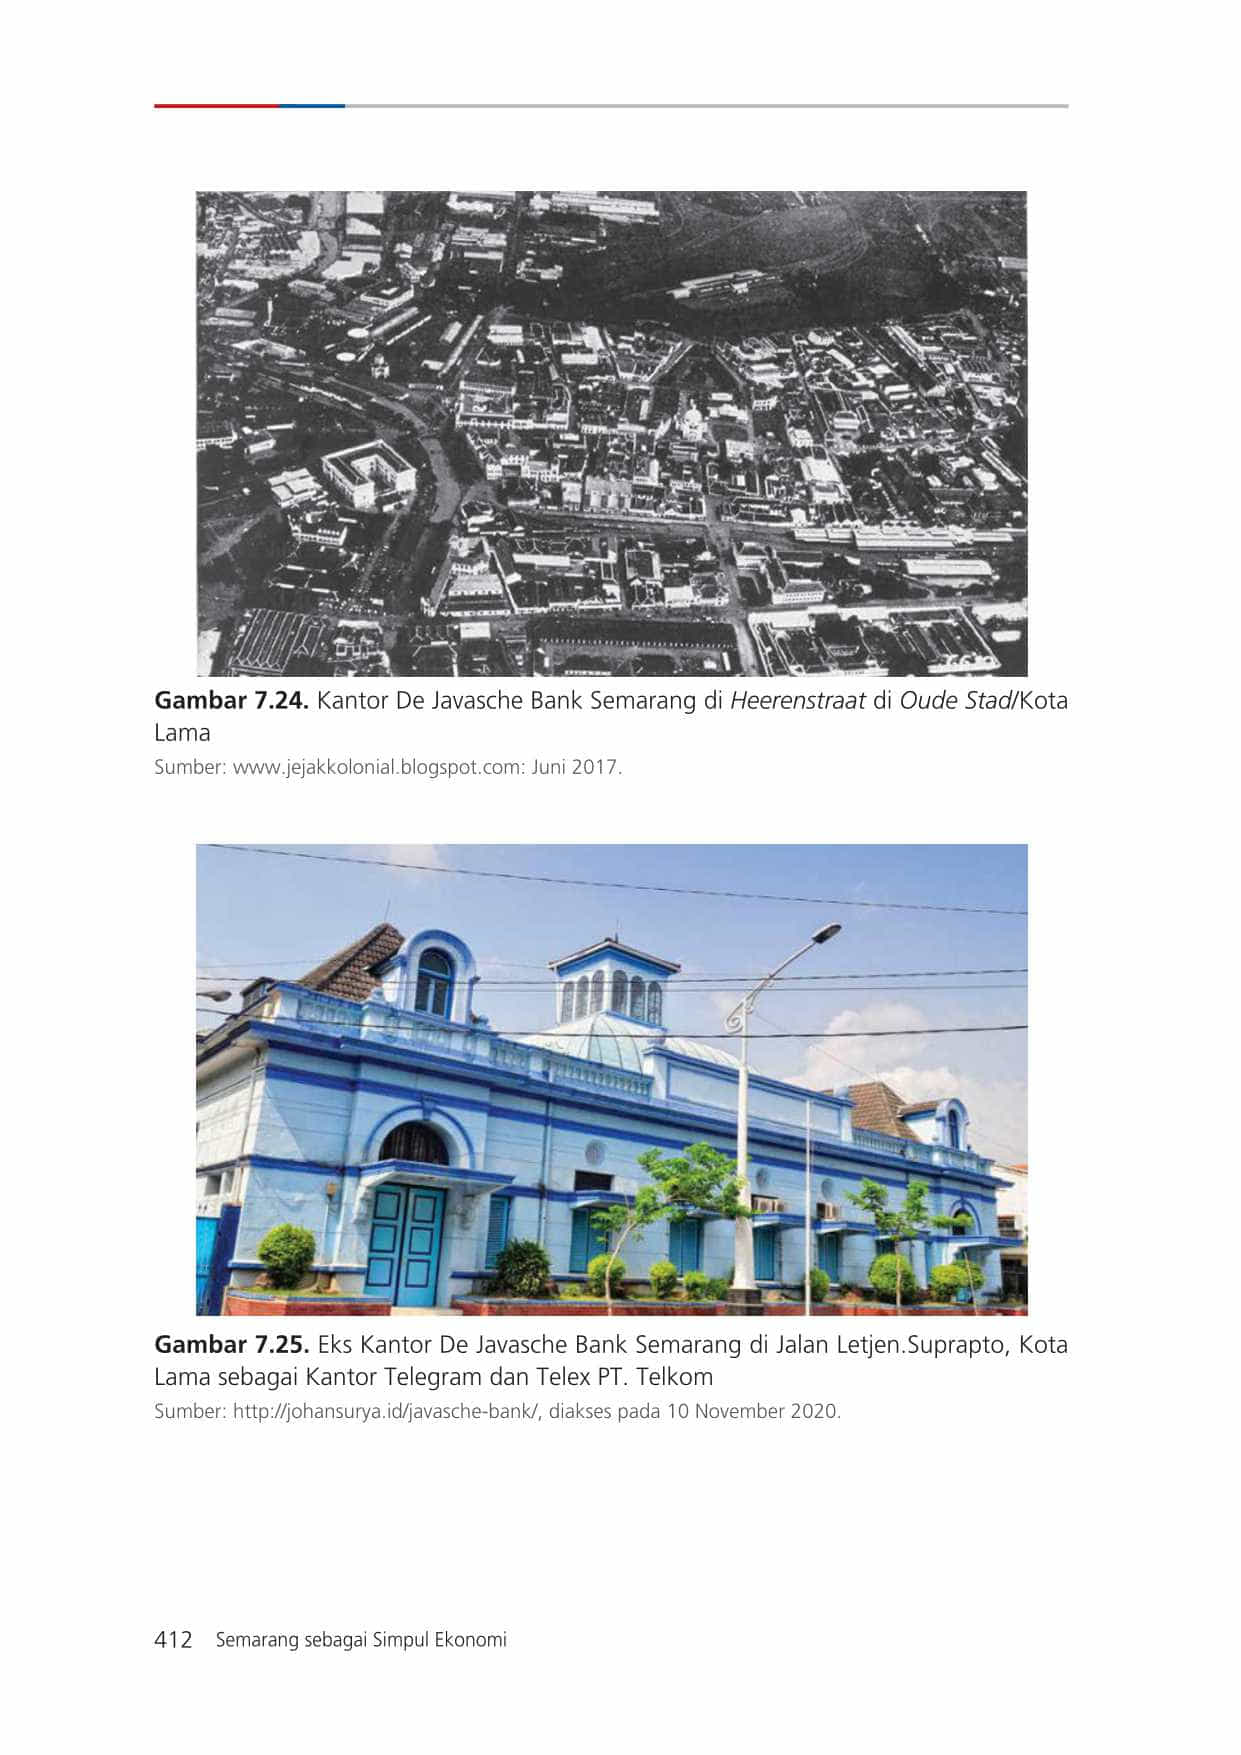 Gambar 7.24. Kantor De Javasche Bank Semarang di Heerenstraat di Oude Stad/Kota
Lama
Sumber: www.jejakkolonial.blogspot.com: Juni 2017.
Gambar 7.25. Eks Kantor De Javasche Bank Semarang di Jalan Letjen.Suprapto, Kota
Lama sebagai Kantor Telegram dan Telex PT. Telkom
Sumber: http://johansurya.id/javasche-bank/, diakses pada 10 November 2020.
412 Semarang sebagai Simpul Ekonomi